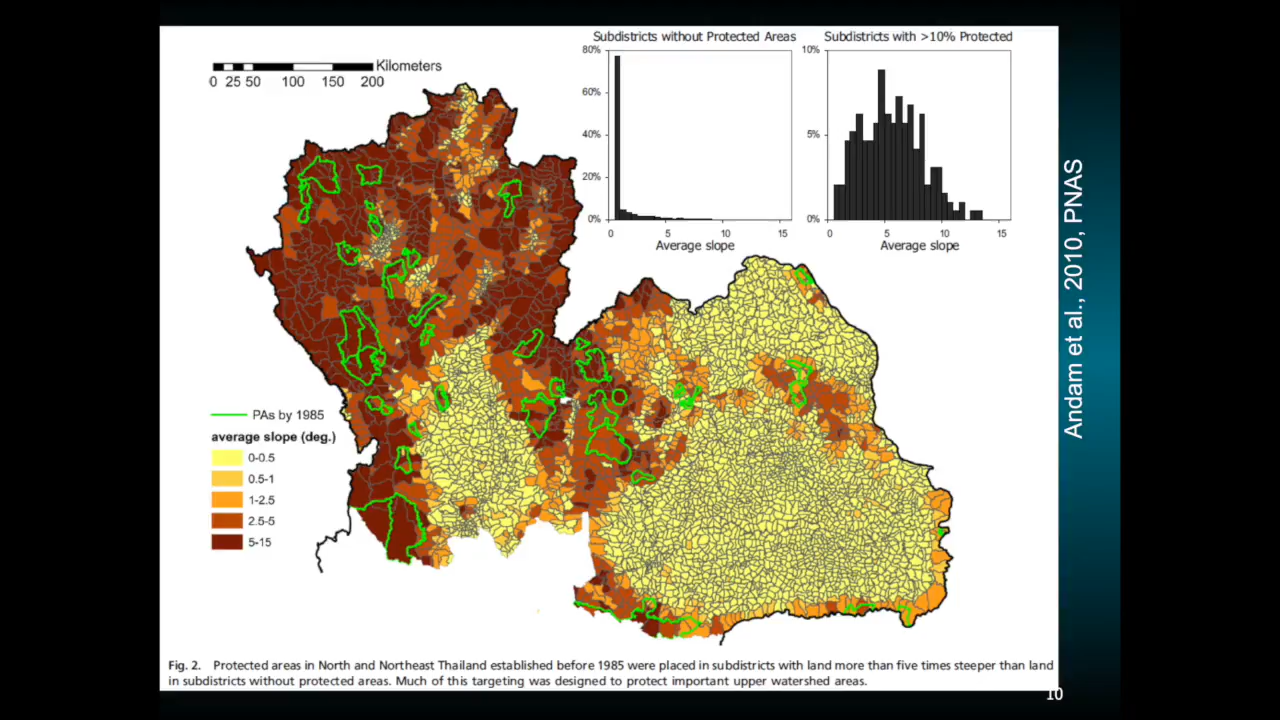 Subdistricts without Protected Areas
80%
60%
40%
20%
0%
0 5 10 15
Average slope
Subdistricts with >10% Protected
10%
5%
0%
0 5 10 15
Average slope
Kilometers
0 25 50 100 150 200
PAs by 1985
average slope (deg.)
0-0.5
0.5-1
1-2.5
2.5-5
5-15
Andam et al., 2010, PNAS
Fig. 2. Protected areas in North and Northeast Thailand established before 1985 were placed in subdistricts with land more than five times steeper than land
in subdistricts without protected areas. Much of this targeting was designed to protect important upper watershed areas.
10